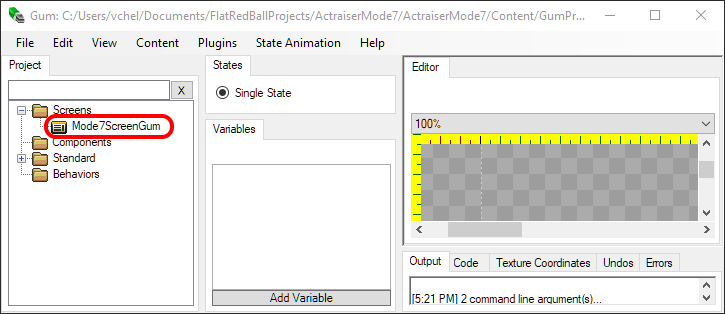 Gum: C:/Users/vchel/Documents/FlatRedBallProjects/ActraiserMode7/ActraiserMode7/Content/GumPr...
File Edit View Content Plugins State Animation Help
Project
X
Screens
Mode7ScreenGum
Components
Standard
Behaviors
States
Single State
Variables
Add Variable
Editor
100%
Output Code Texture Coordinates Undos Errors
[5:21 PM] 2 command line argument(s)...